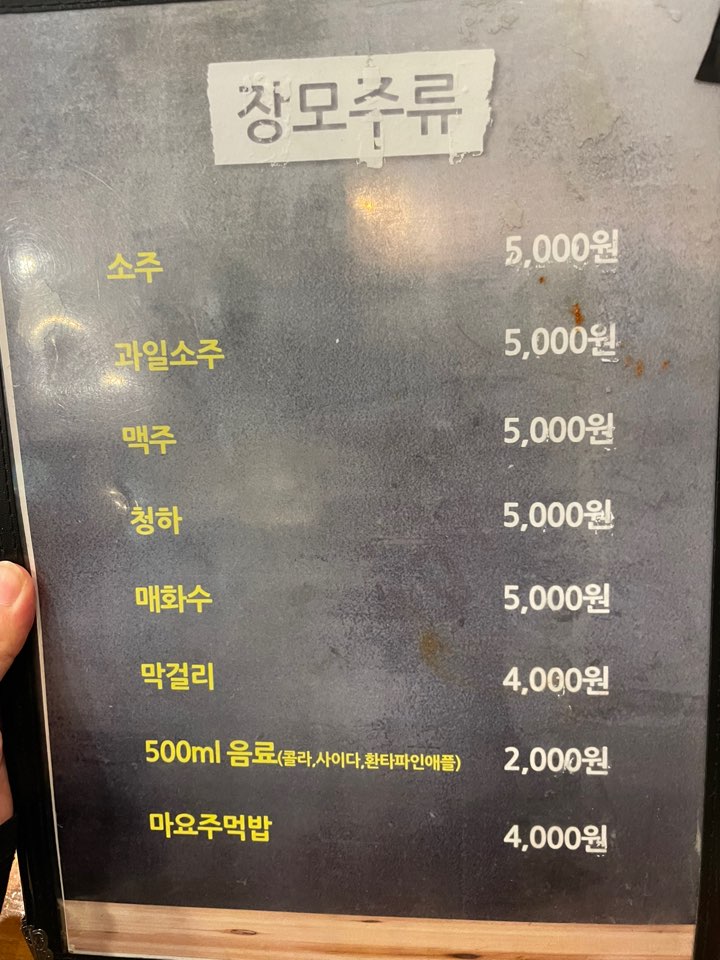 장모주류
소주 5,000원
과일소주 5,000원
맥주 5,000원
청하 5,000원
매화수 5,000원
막걸리 4,000원
500ml 음료(콜라,사이다,환타파인애플) 2,000원
마요주먹밥 4,000원